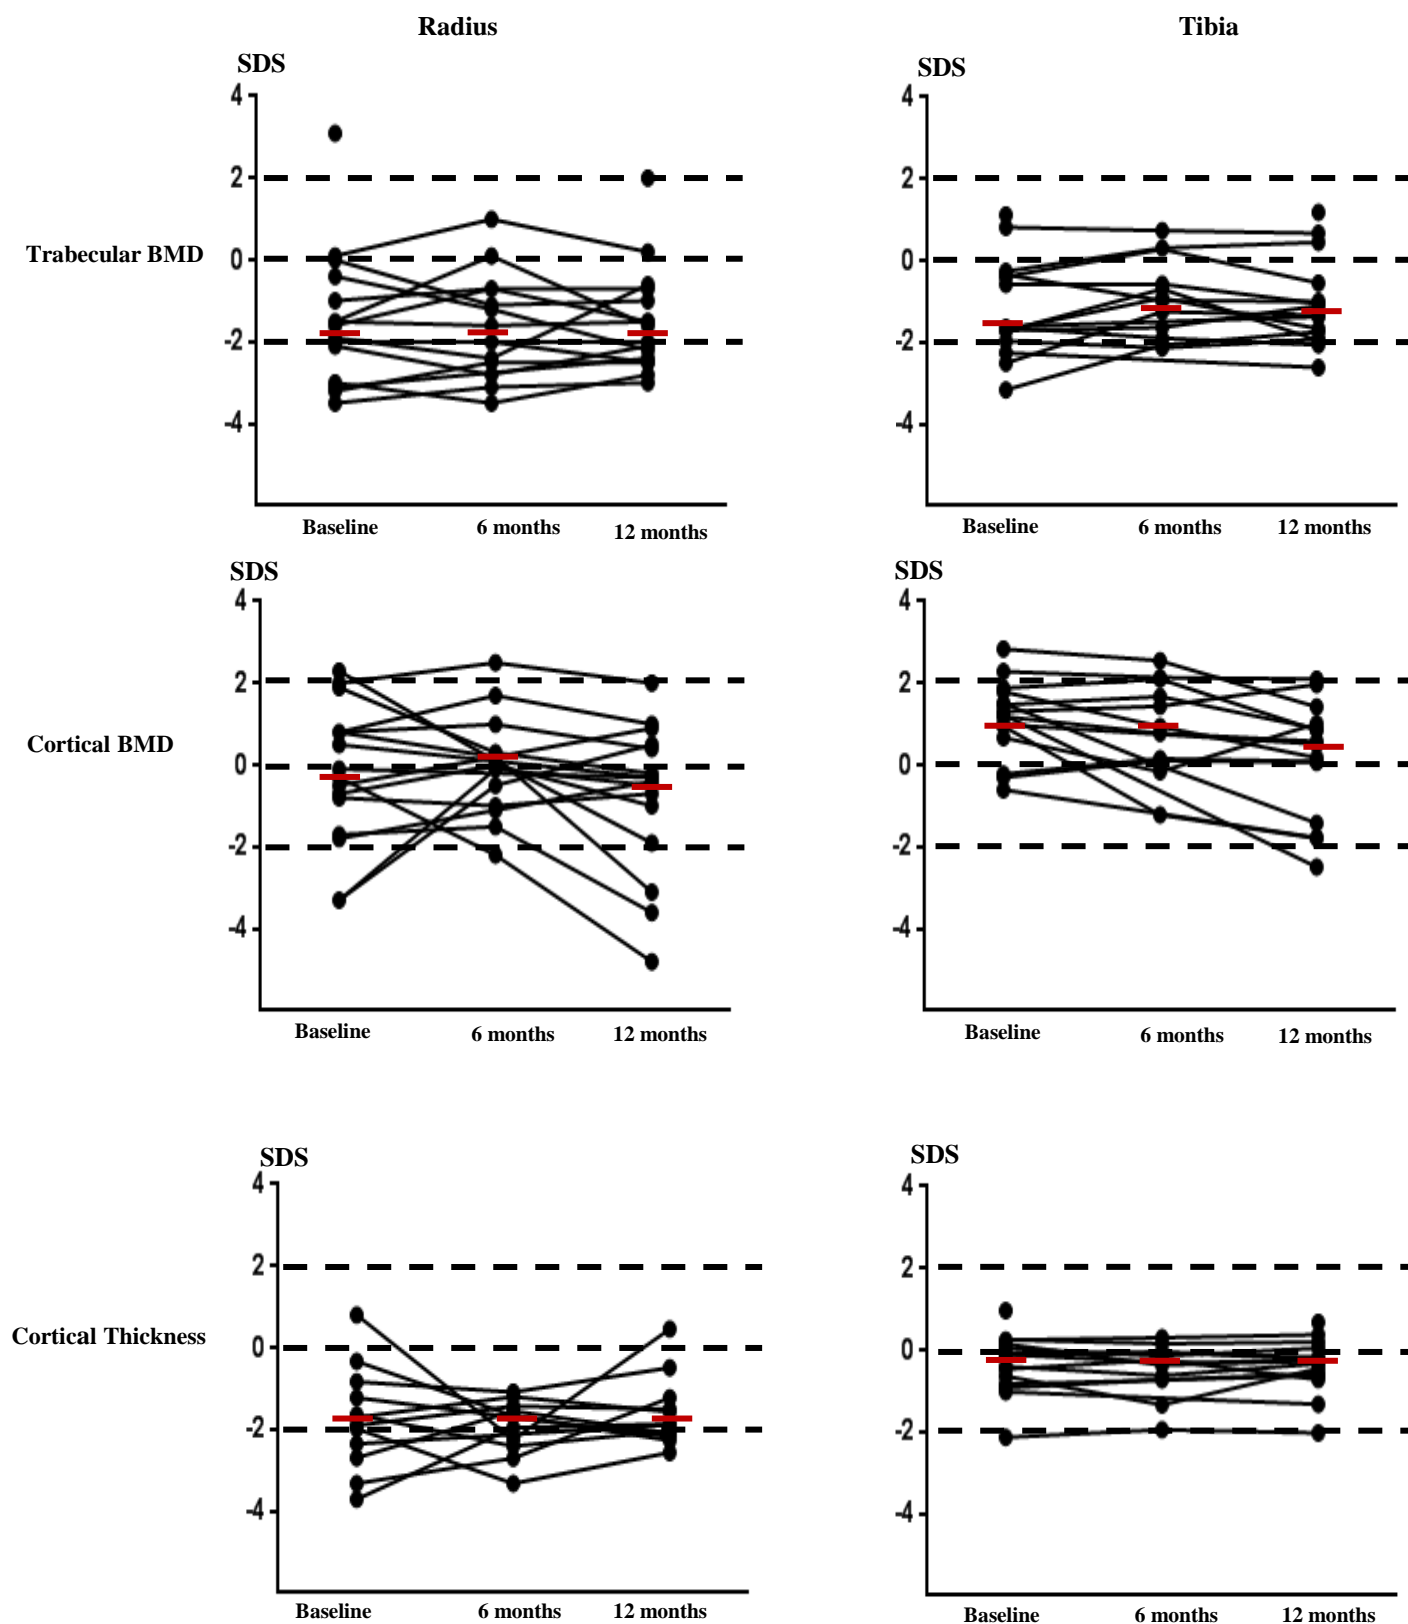 Radius
Tibia
SDS
SDS
4
2
0
-2
-4
4
2
0
-2
-4
Trabecular BMD
Baseline
6 months
12 months
Baseline
6 months
12 months
SDS
SDS
4
2
0
-2
-4
4
2
0
-2
-4
Cortical BMD
Baseline
6 months
12 months
Baseline
6 months
12 months
SDS
SDS
4
2
0
-2
-4
4
2
0
-2
-4
Cortical Thickness
Baseline
6 months
12 months
Baseline
6 months
12 months